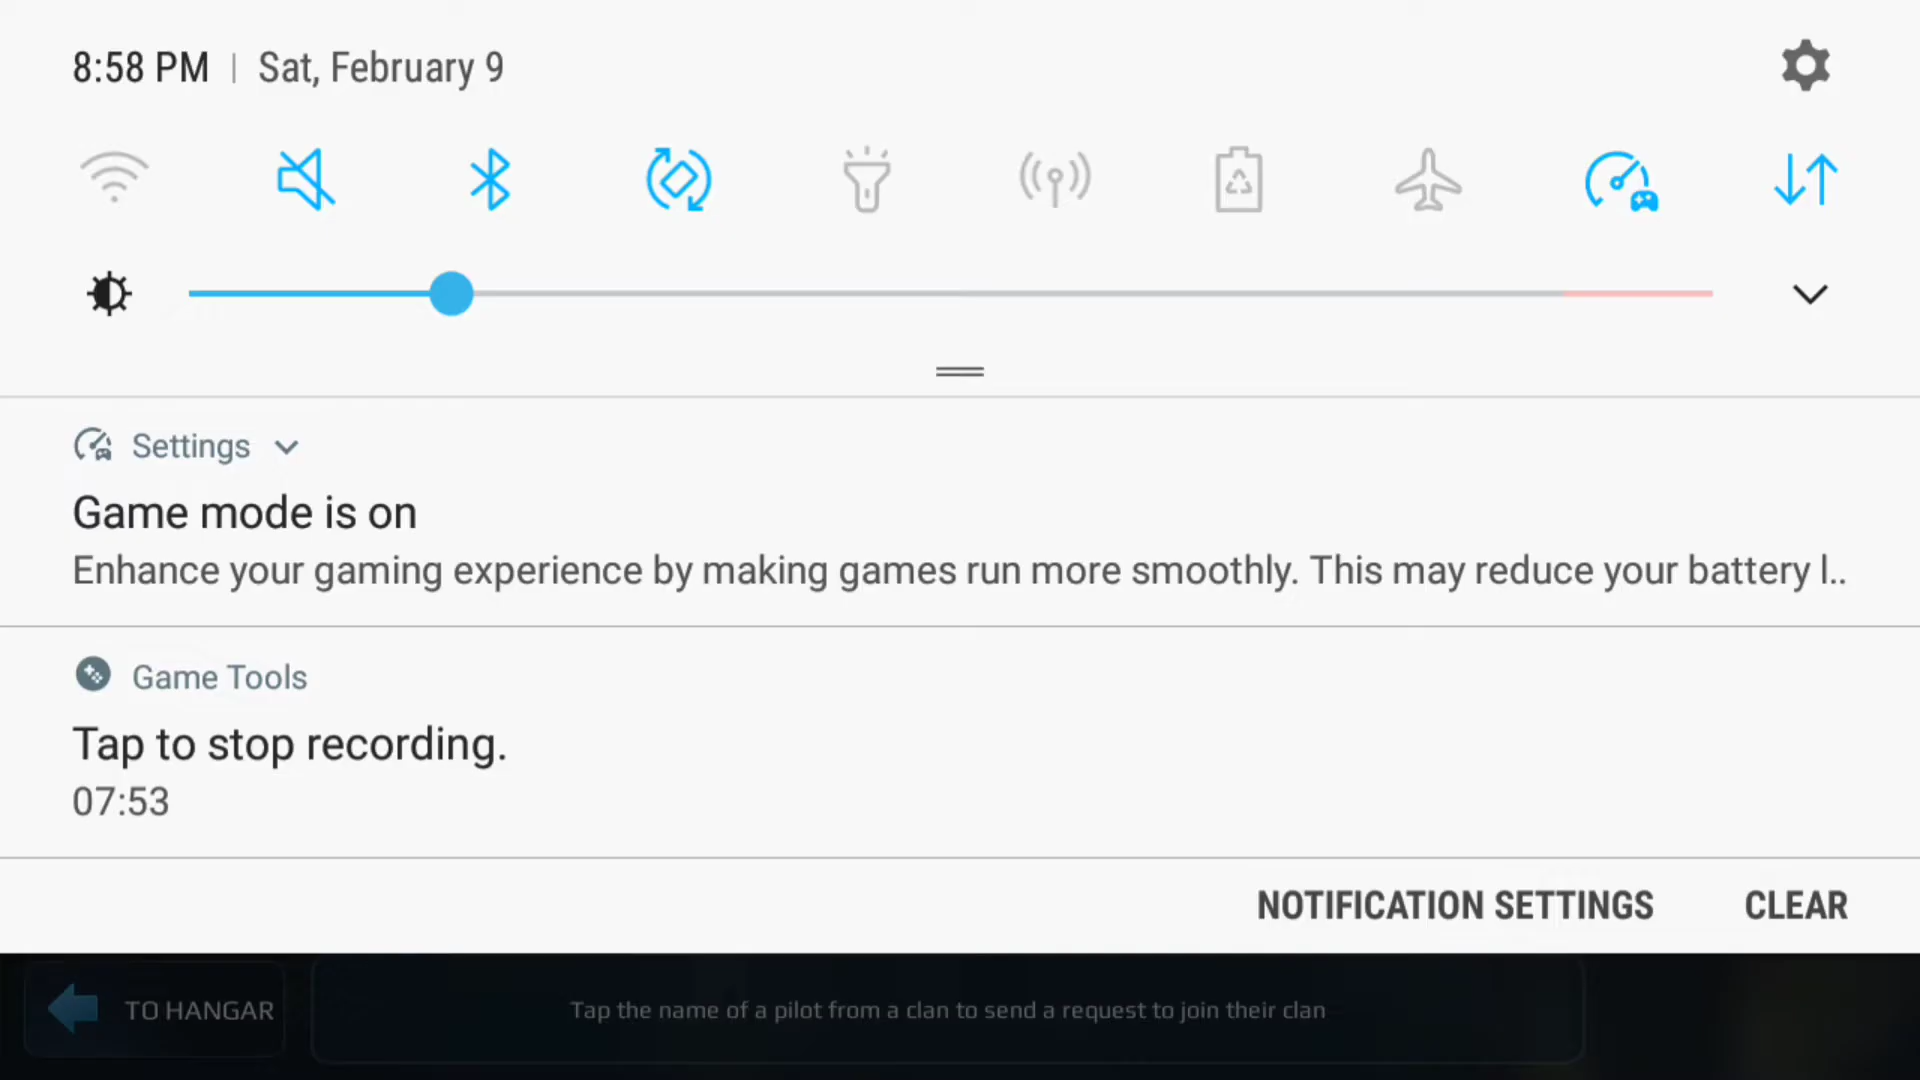 8:58 PM | Sat, February 9
Settings
Game mode is on
Enhance your gaming experience by making games run more smoothly. This may reduce your battery l..
Game Tools
Tap to stop recording.
07:53
NOTIFICATION SETTINGS CLEAR
TO HANGAR Tap the name of a pilot from a clan to send a request to join their clan